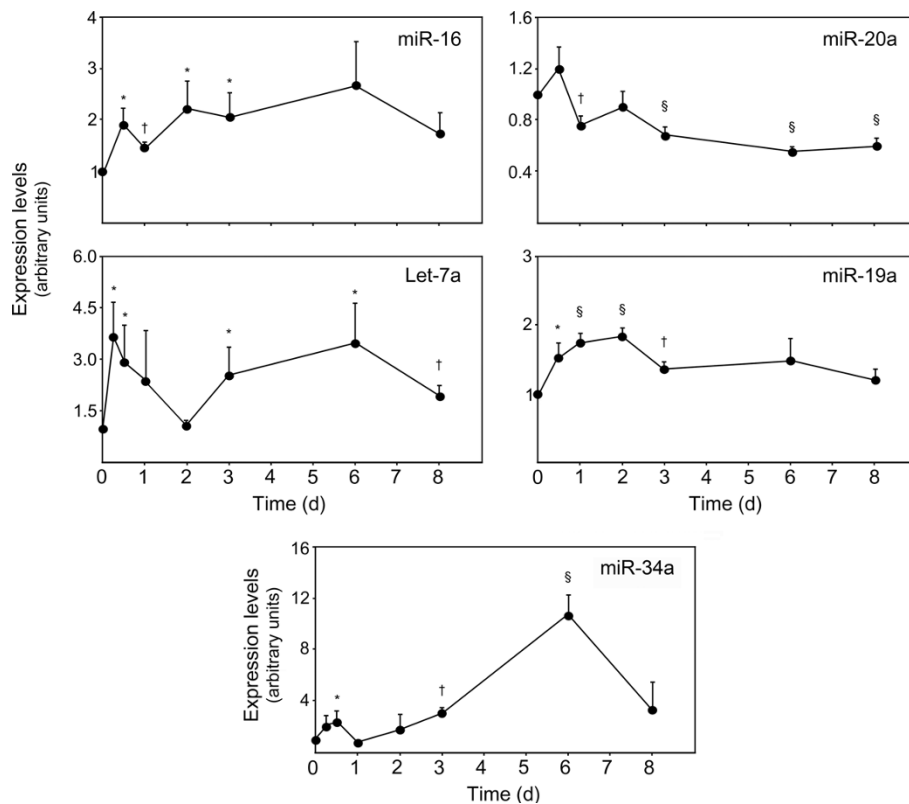 4
3
2
1
Expression levels
(arbitrary units)
miR-16
* † * *
1.6
1.2
0.8
0.4
miR-20a
† § § §
6.0
4.5
3.0
1.5
Let-7a
* * * * †
0 1 2 3 4 5 6 7 8
Time (d)
3
2
1
miR-19a
* § § †
0 1 2 3 4 5 6 7 8
Time (d)
16
12
8
4
Expression levels
(arbitrary units)
miR-34a
* † §
0 1 2 3 4 5 6 7 8
Time (d)